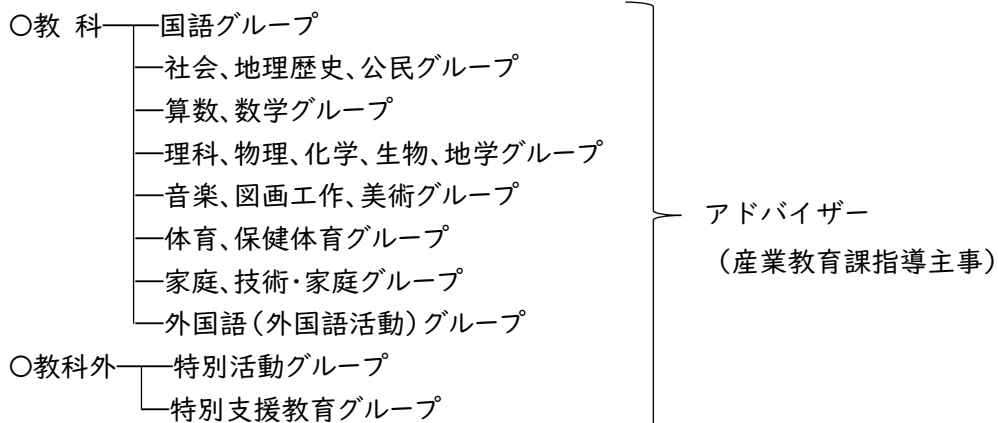 〇教 科 国語グループ
社会、地理歴史、公民グループ
算数、数学グループ
理科、物理、化学、生物、地学グループ
音楽、図画工作、美術グループ
体育、保健体育グループ
家庭、技術・家庭グループ
外国語（外国語活動）グループ
〇教科外 特別活動グループ
特別支援教育グループ
アドバイザー
（産業教育課指導主事）